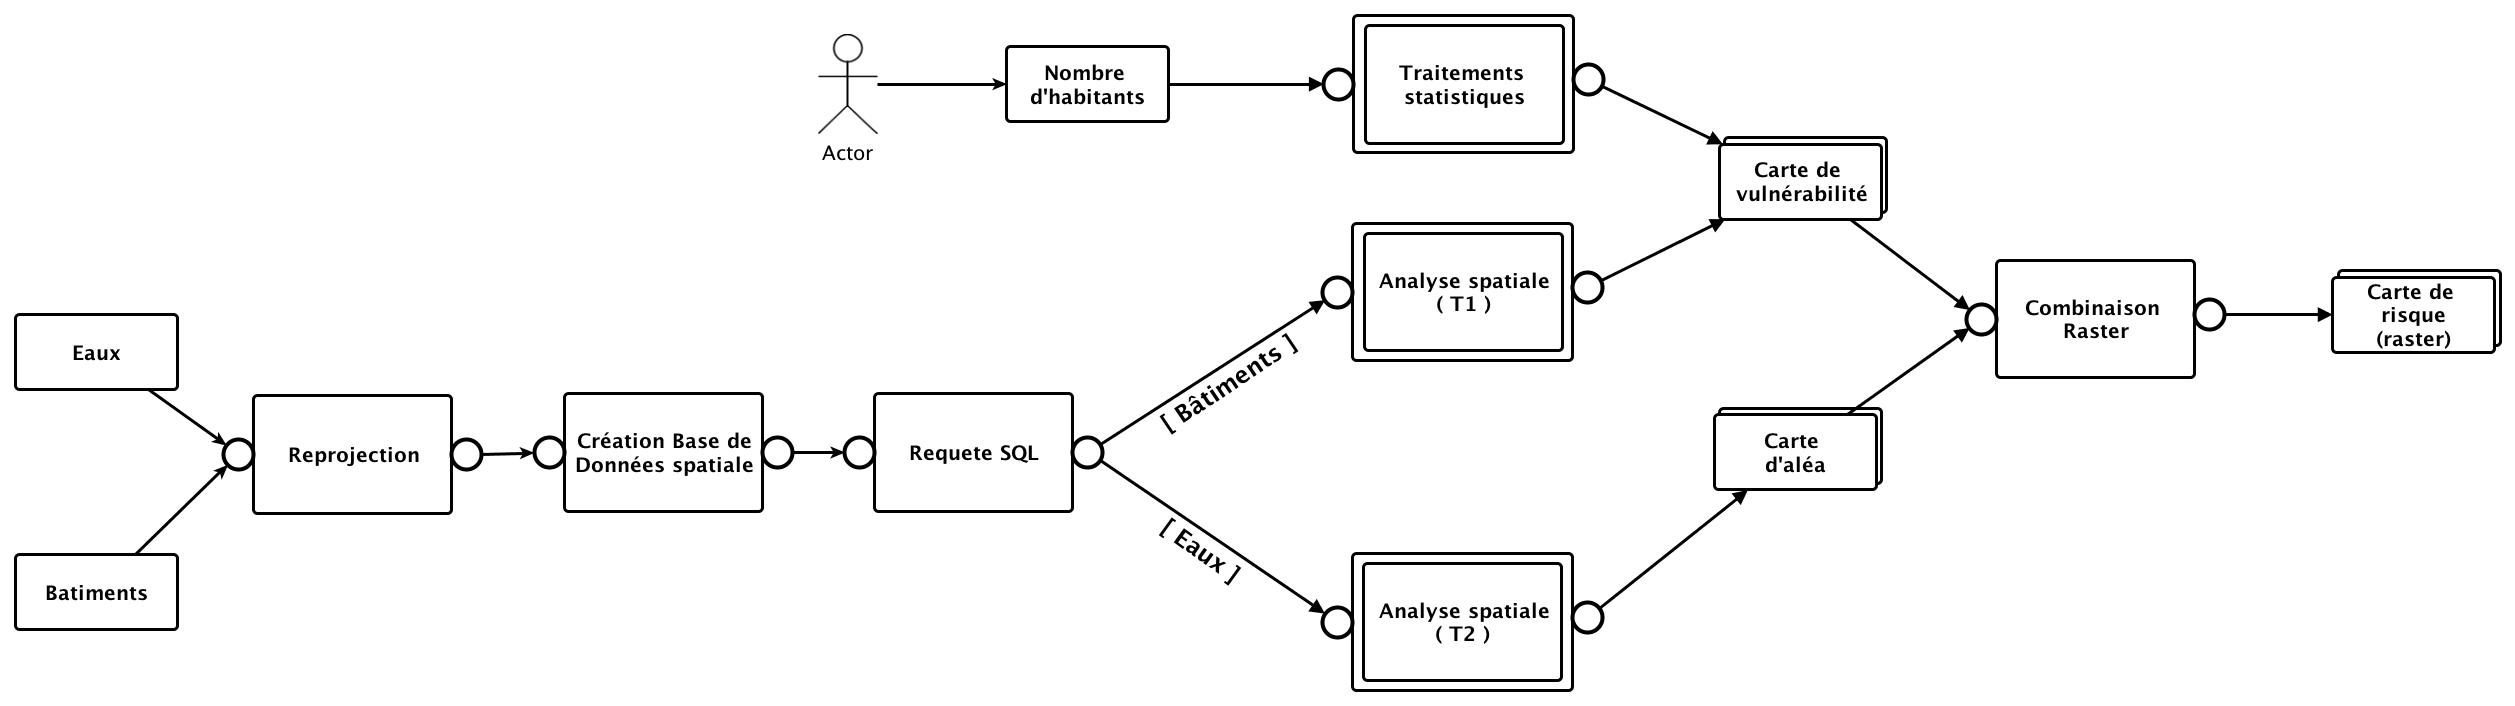 Actor
Nombre
d'habitants
Traitements
statistiques
Carte de
vulnérabilité
Eaux
Batiments
Reprojection
Création Base de
Données spatiale
Requete SQL
[ Bâtiments ]
[ Eaux ]
Analyse spatiale
( T1 )
Analyse spatiale
( T2 )
Carte
d'aléa
Combinaison
Raster
Carte de
risque
(raster)